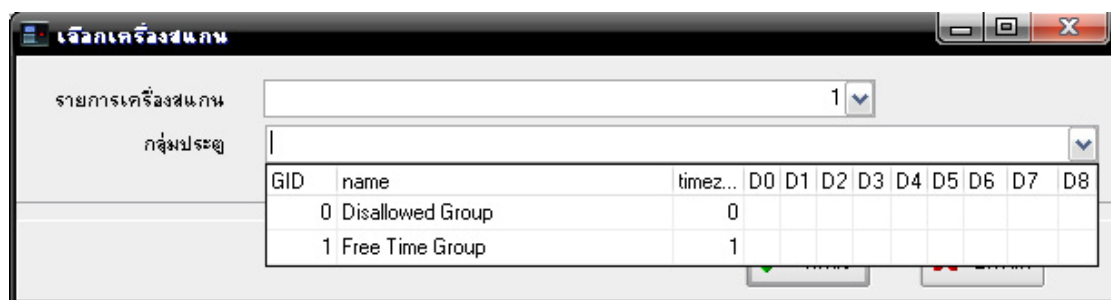 เลือกเครื่องสแกน
รายการเครื่องสแกน 1
กลุ่มประตู
GID name timez... D0 D1 D2 D3 D4 D5 D6 D7 D8
0 Disallowed Group 0
1 Free Time Group 1